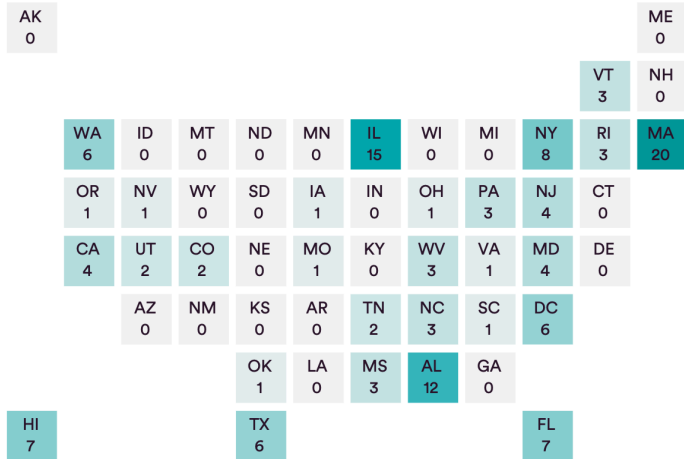 AK ME
0 0
VT NH
3 0
WA ID MT ND MN IL WI MI NY RI MA
6 0 0 0 0 15 0 0 8 3 20
OR NV WY SD IA IN OH PA NJ CT
1 1 0 0 1 0 1 3 4 0
CA UT CO NE MO KY WV VA MD DE
4 2 2 0 1 0 3 1 4 0
AZ NM KS AR TN NC SC DC
0 0 0 0 2 3 1 6
OK LA MS AL GA
1 0 3 12 0
HI TX FL
7 6 7